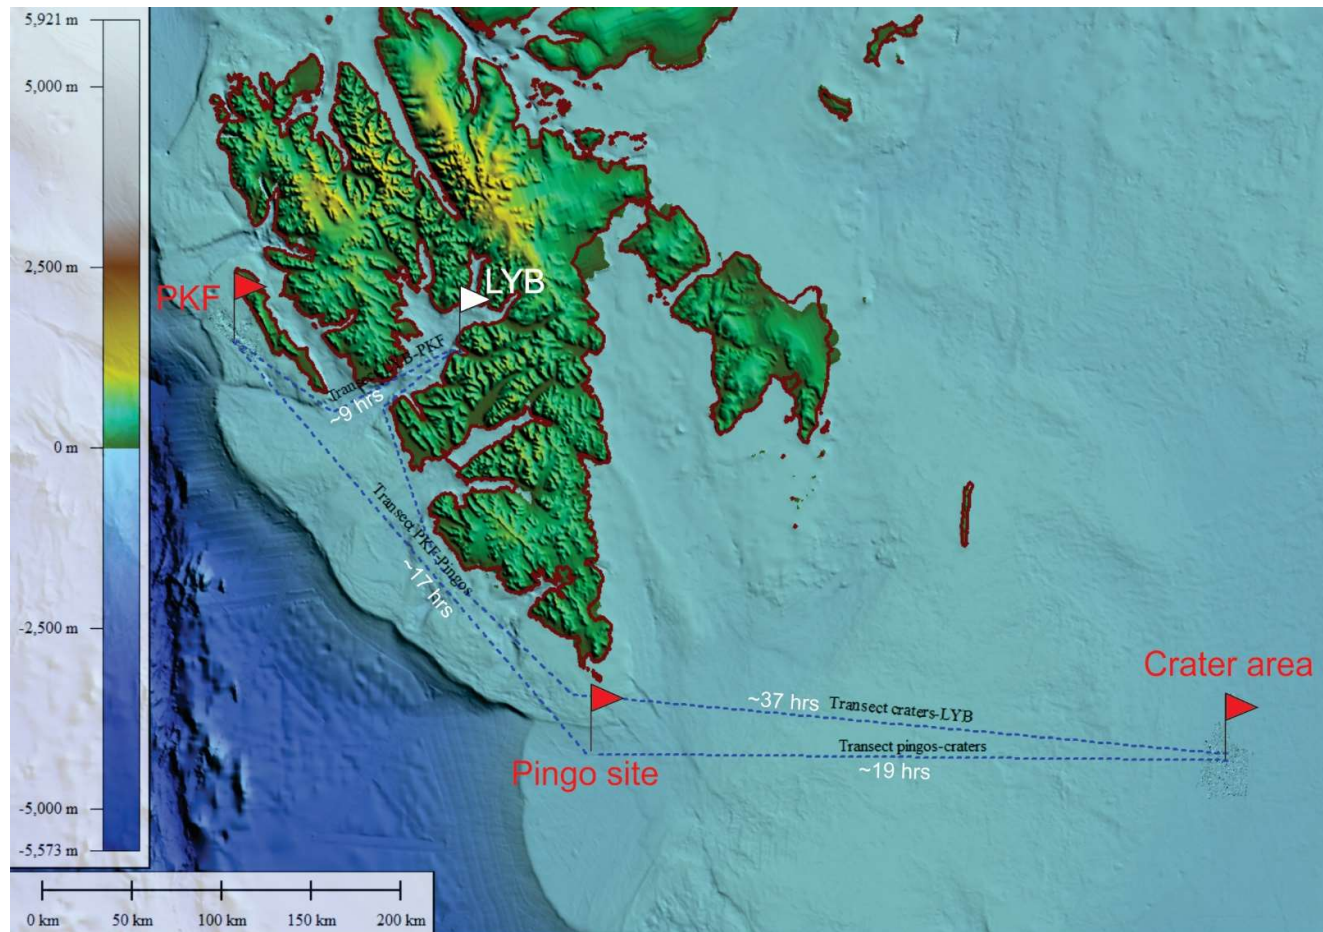 5,921 m
5,000 m
2,500 m
0 m
-2,500 m
-5,000 m
-5,573 m
0 km
50 km
100 km
150 km
200 km
PKF
LYB
-PKF
~9 hrs
Transect PKF-Pingos
~17 hrs
Pingo site
~37 hrs
Transect craters-LYB
Transect pingos-craters
~19 hrs
Crater area